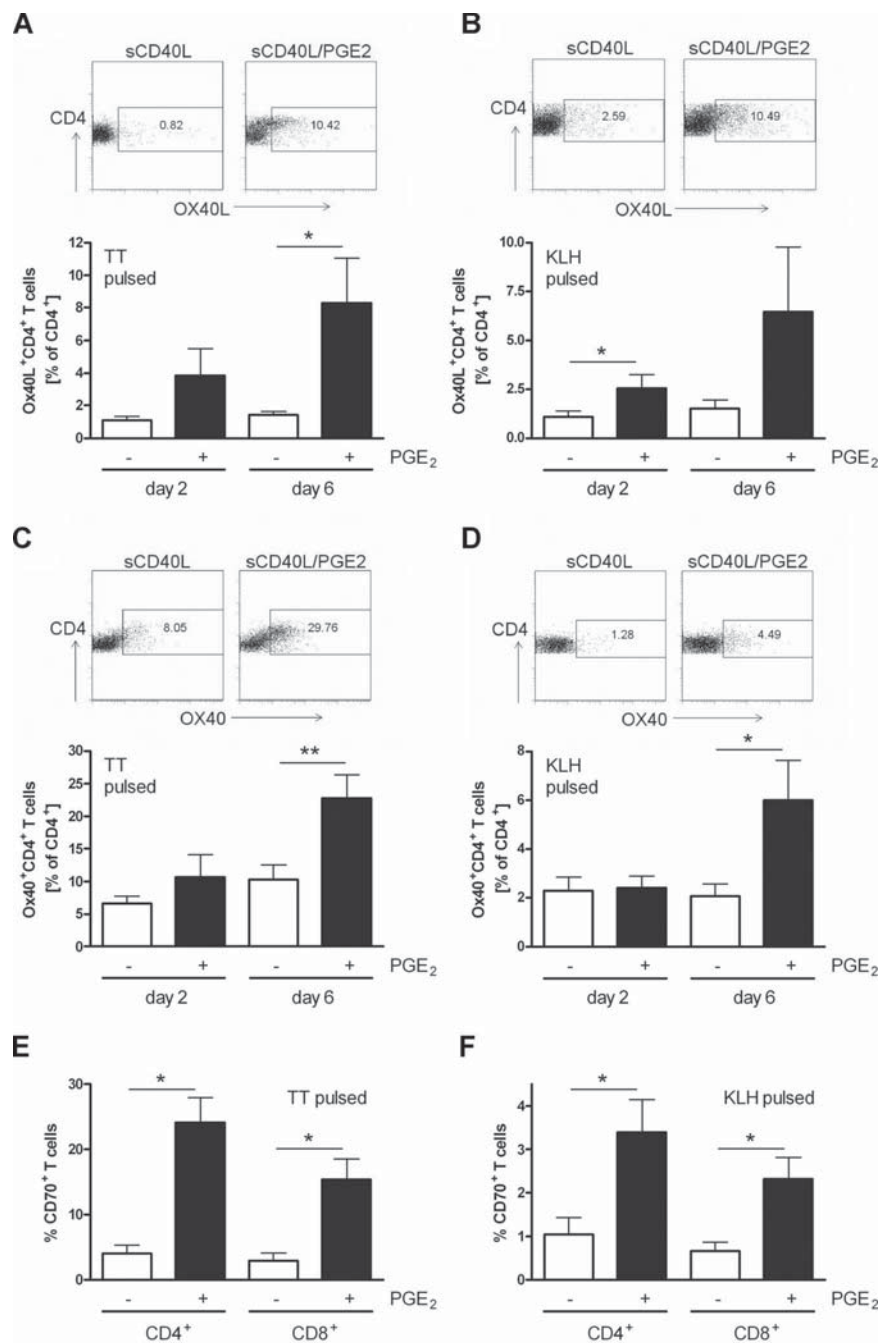 A
sCD40L
sCD40L/PGE2
CD4
0.82
10.42
OX40L
TT
pulsed
*
Ox40L⁺CD4⁺ T cells
[% of CD4⁺]
12
10
8
6
4
2
0
- + - + PGE₂
day 2 day 6
B
sCD40L
sCD40L/PGE2
CD4
2.59
10.49
OX40L
KLH
pulsed
*
Ox40L⁺CD4⁺ T cells
[% of CD4⁺]
10.0
7.5
5.0
2.5
0.0
- + - + PGE₂
day 2 day 6
C
sCD40L
sCD40L/PGE2
CD4
8.05
29.76
OX40
TT
pulsed
**
Ox40⁺CD4⁺ T cells
[% of CD4⁺]
30
25
20
15
10
5
0
- + - + PGE₂
day 2 day 6
D
sCD40L
sCD40L/PGE2
CD4
1.28
4.49
OX40
KLH
pulsed
*
Ox40⁺CD4⁺ T cells
[% of CD4⁺]
8
6
4
2
0
- + - + PGE₂
day 2 day 6
E
TT pulsed
*
*
% CD70⁺ T cells
30
20
10
0
- + - + PGE₂
CD4⁺ CD8⁺
F
KLH pulsed
*
*
% CD70⁺ T cells
4
3
2
1
0
- + - + PGE₂
CD4⁺ CD8⁺